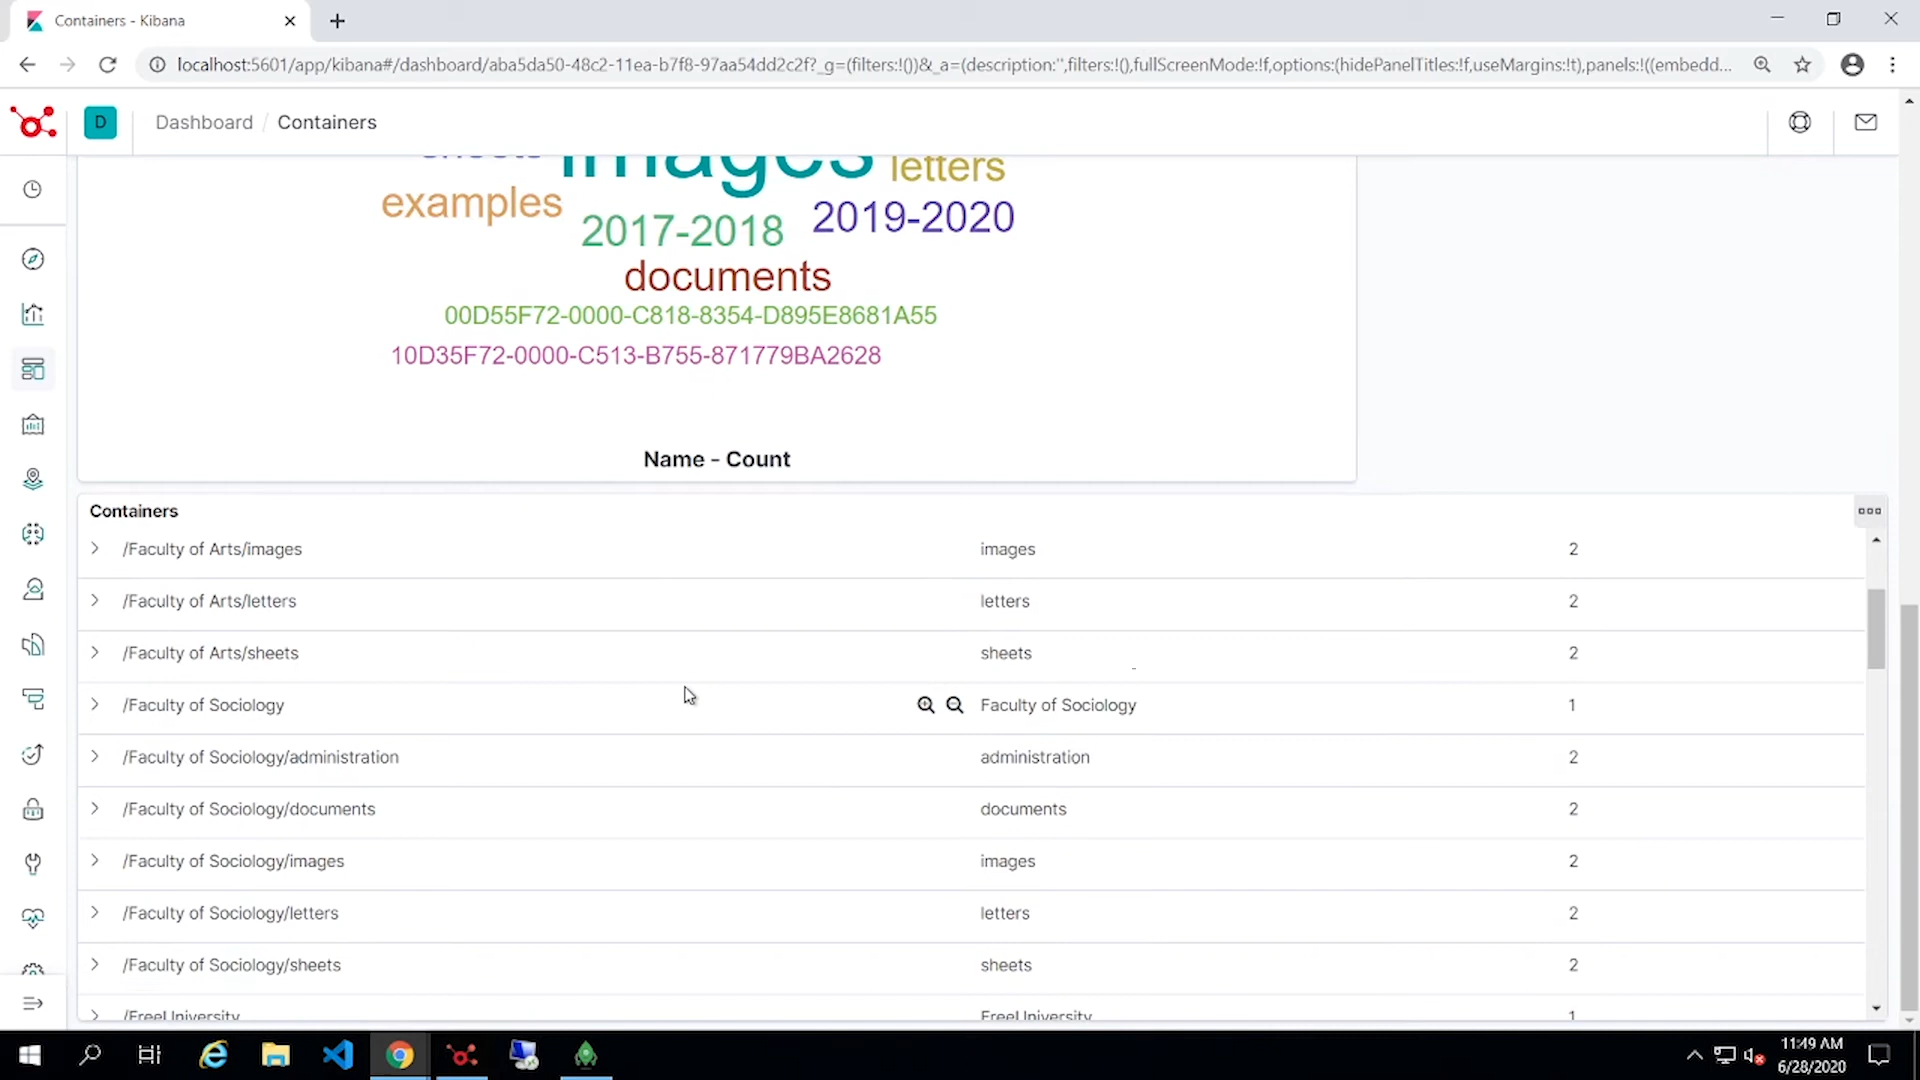 Containers - Kibana
localhost:5601/app/kibana#/dashboard/aba5da50-48c2-11ea-b7f8-97aa54dd2c2f?_g=(filters:!())&_a=(description:'',filters:!(),fullScreenMode:!f,options:(hidePanelTitles:!f,useMargins:!t),panels:!((embedd...
D Dashboard / Containers
sheets images letters
examples 2017-2018 2019-2020
documents
00D55F72-0000-C818-8354-D895E8681A55
10D35F72-0000-C513-B755-871779BA2628
Name - Count
Containers
/Faculty of Arts/images images 2
/Faculty of Arts/letters letters 2
/Faculty of Arts/sheets sheets 2
/Faculty of Sociology Faculty of Sociology 1
/Faculty of Sociology/administration administration 2
/Faculty of Sociology/documents documents 2
/Faculty of Sociology/images images 2
/Faculty of Sociology/letters letters 2
/Faculty of Sociology/sheets sheets 2
/FreeUniversity FreeUniversity 1
11:49 AM
6/28/2020